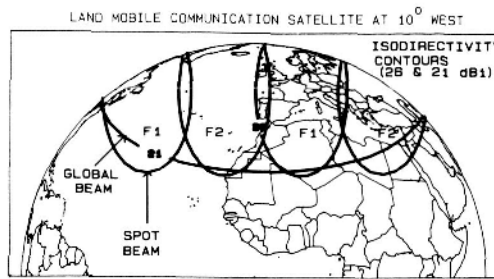 LAND MOBILE COMMUNICATION SATELLITE AT 10° WEST
ISODIRECTIVITY
CONTOURS
(26 & 21 dBi)
F1
F2
F1
F2
21
GLOBAL
BEAM
SPOT
BEAM